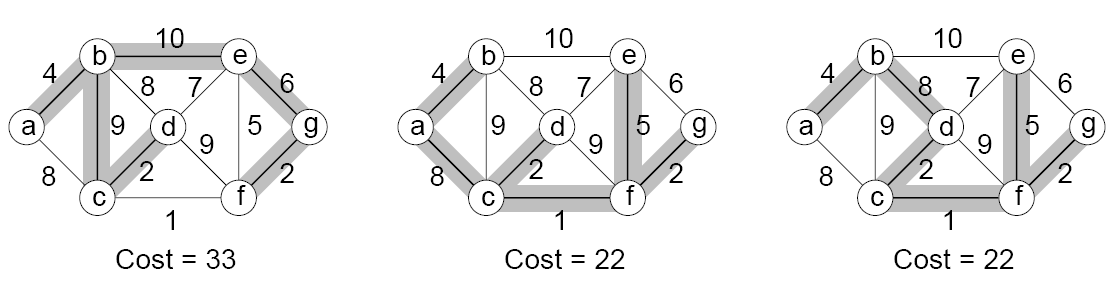 10 10 10
b e b e b e
4 8 7 6 4 8 7 6 4 8 7 6
a 9 d 5 g a 9 d 5 g a 9 d 5 g
9 9 9
8 2 2 8 2 2 8 2 2
c f c f c f
1 1 1
Cost = 33 Cost = 22 Cost = 22